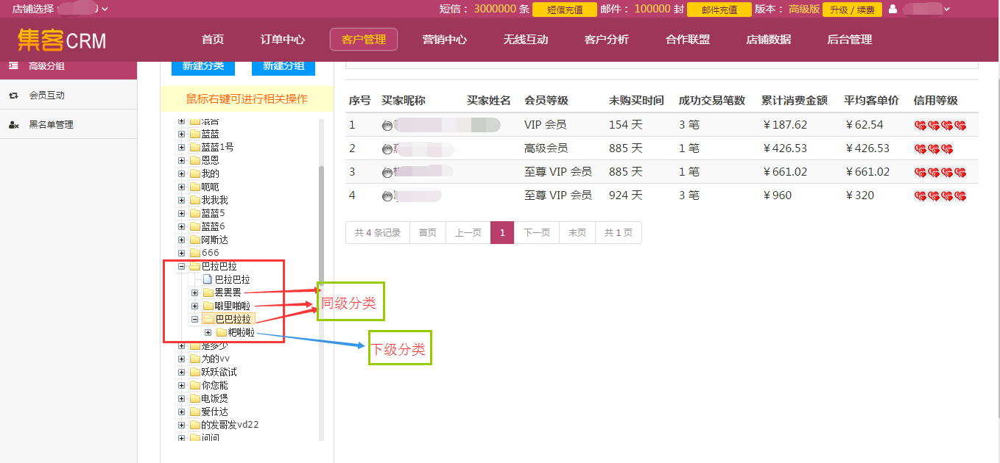 店铺选择：
短信： 3000000 条 短信充值 邮件： 100000 封 邮件充值 版本： 高级版 升级 / 续费
集客CRM 首页 订单中心 客户管理 营销中心 无线互动 客户分析 合作联盟 店铺数据 后台管理
高级分组
会员互动
黑名单管理
新建分类 新建分组
鼠标右键可进行相关操作
混合
蓝蓝
蓝蓝1号
恩恩
我的
呃呃
我我我
蓝蓝5
蓝蓝6
阿斯达
666
巴拉巴拉
巴拉巴拉
罢罢罢
噼里啪啦
巴巴拉拉
粑啦啦
是多少
为的vv
跃跃欲试
你您能
电饭煲
爱仕达
的发哥发vd22
问问
同级分类
下级分类
序号 买家昵称 买家姓名 会员等级 未购买时间 成功交易笔数 累计消费金额 平均客单价 信用等级
1 VIP 会员 154 天 3 笔 ￥187.62 ￥62.54
2 高级会员 885 天 1 笔 ￥426.53 ￥426.53
3 至尊 VIP 会员 885 天 1 笔 ￥661.02 ￥661.02
4 至尊 VIP 会员 924 天 3 笔 ￥960 ￥320
共 4 条记录 首页 上一页 1 下一页 末页 共 1 页